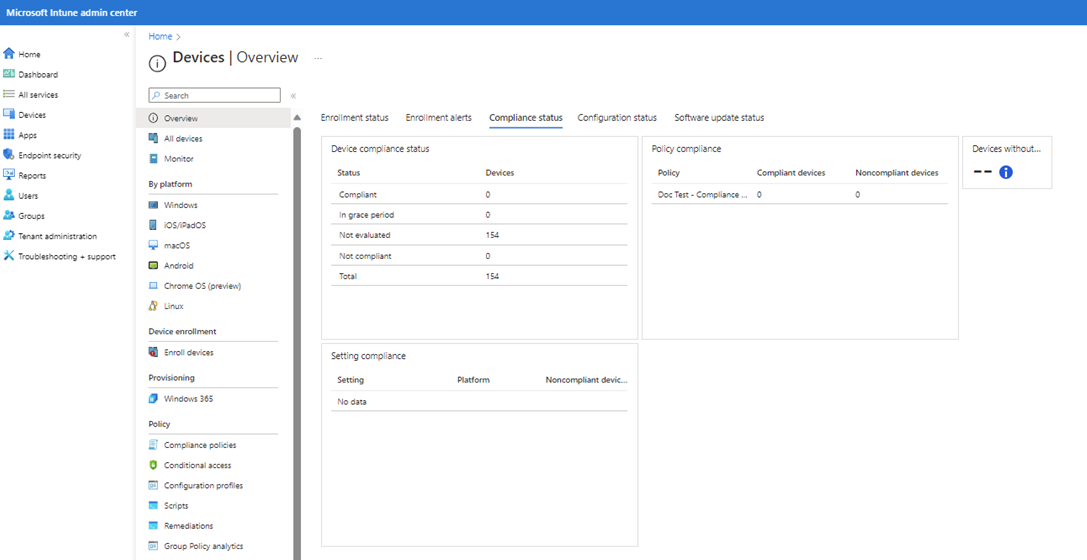 Microsoft Intune admin center
«
Home
Dashboard
All services
Devices
Apps
Endpoint security
Reports
Users
Groups
Tenant administration
Troubleshooting + support
Home >
Devices | Overview ...
Search «
Overview
All devices
Monitor
By platform
Windows
iOS/iPadOS
macOS
Android
Chrome OS (preview)
Linux
Device enrollment
Enroll devices
Provisioning
Windows 365
Policy
Compliance policies
Conditional access
Configuration profiles
Scripts
Remediations
Group Policy analytics
Enrollment status Enrollment alerts Compliance status Configuration status Software update status
Device compliance status
Status Devices
Compliant 0
In grace period 0
Not evaluated 154
Not compliant 0
Total 154
Policy compliance
Policy Compliant devices Noncompliant devices
Doc Test - Compliance ... 0 0
Devices without...
--
Setting compliance
Setting Platform Noncompliant devic...
No data